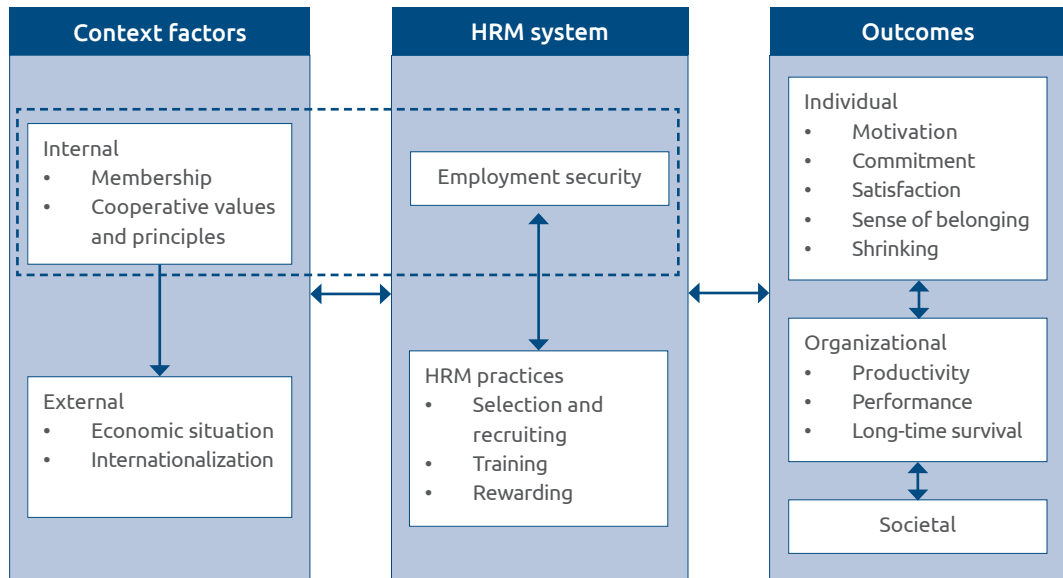 Context factors
Internal
• Membership
• Cooperative values
and principles
External
• Economic situation
• Internationalization
HRM system
Employment security
HRM practices
• Selection and
recruiting
• Training
• Rewarding
Outcomes
Individual
• Motivation
• Commitment
• Satisfaction
• Sense of belonging
• Shrinking
Organizational
• Productivity
• Performance
• Long-time survival
Societal